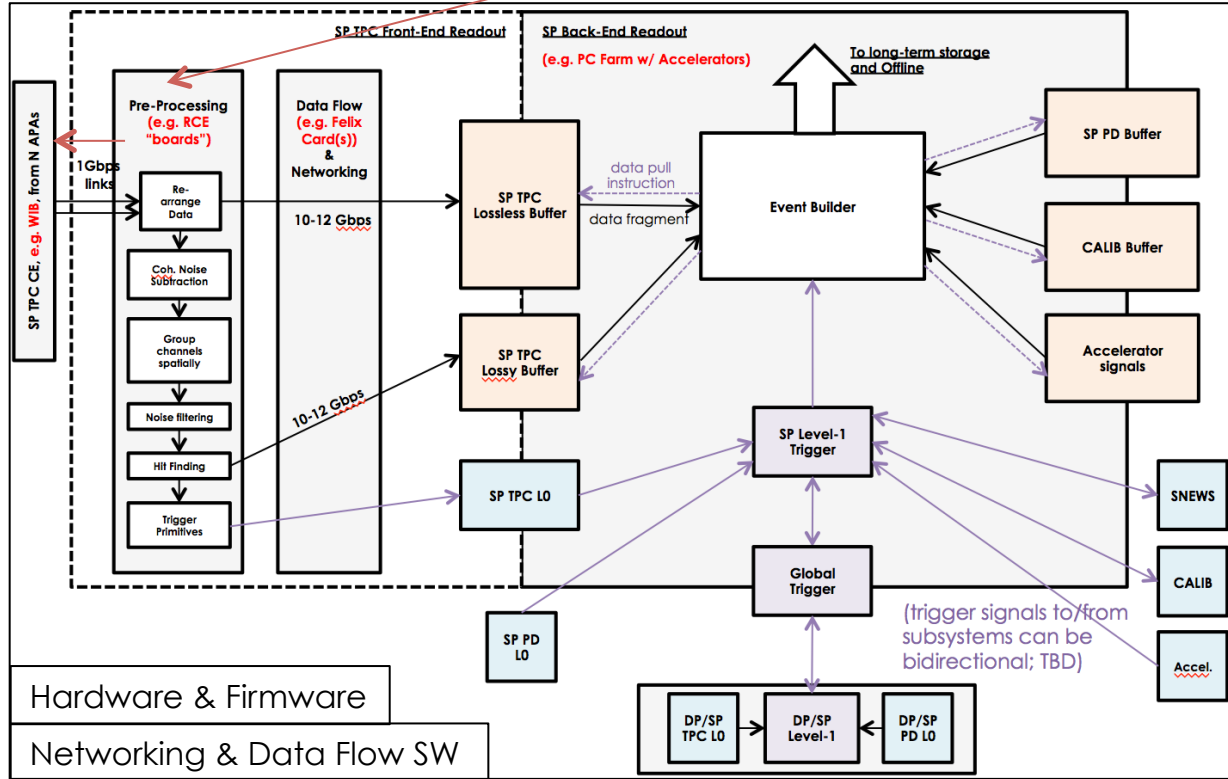 SP TPC Front-End Readout
SP Back-End Readout
(e.g. PC Farm w/ Accelerators)
To long-term storage
and Offline
SP TPC CE, e.g. WIB, from N APAs
1Gbps
links
Pre-Processing
(e.g. RCE
“boards”)
Re-
arrange
Data
Coh. Noise
Subtraction
Group
channels
spatially
Noise filtering
Hit Finding
Trigger
Primitives
Data Flow
(e.g. Felix
Card(s))
&
Networking
10-12 Gbps
10-12 Gbps
SP TPC
Lossless Buffer
SP TPC
Lossy Buffer
SP TPC L0
data pull
instruction
data fragment
Event Builder
SP Level-1
Trigger
Global
Trigger
SP PD Buffer
CALIB Buffer
Accelerator
signals
SNEWS
CALIB
Accel.
SP PD
L0
(trigger signals to/from
subsystems can be
bidirectional; TBD)
DP/SP
TPC L0
DP/SP
Level-1
DP/SP
PD L0
Hardware & Firmware
Networking & Data Flow SW